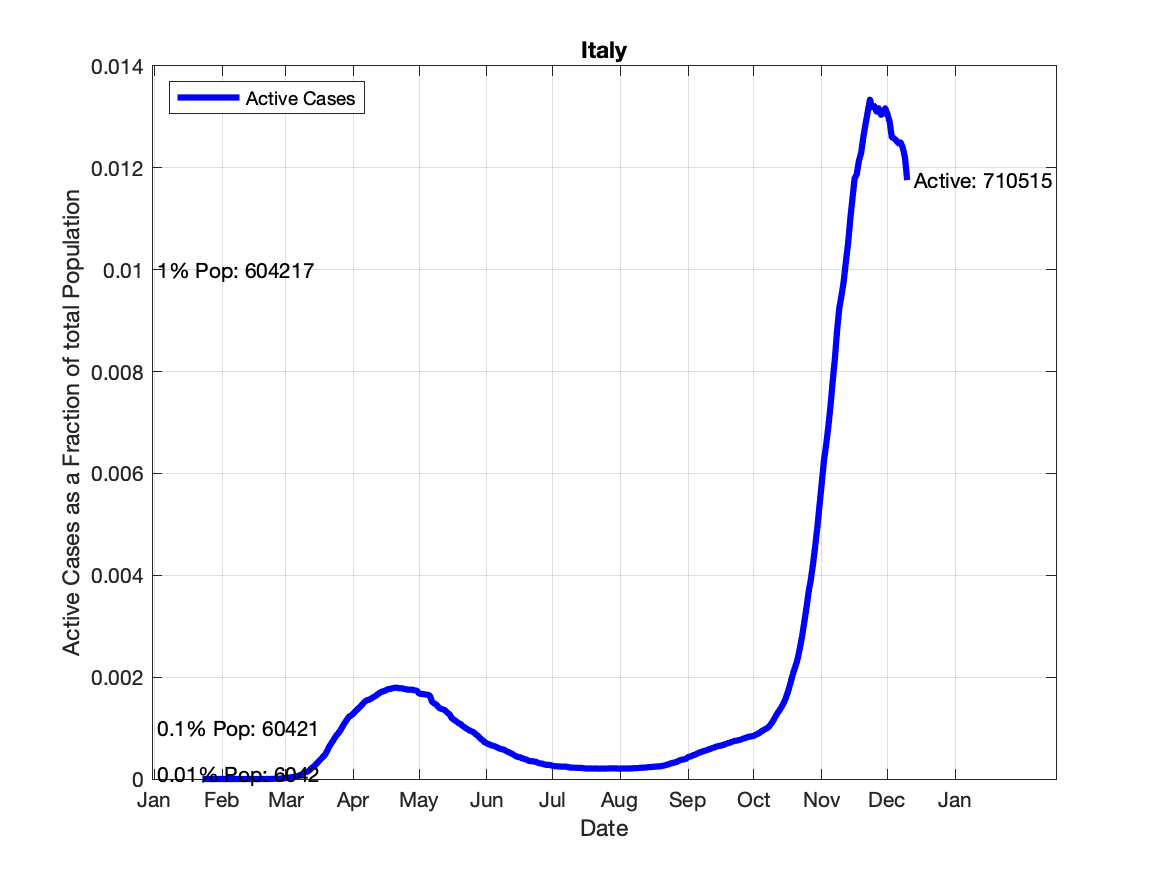 Italy
0.014
Active Cases
0.012
Active: 710515
0.01
1% Pop: 604217
0.008
0.006
0.004
0.002
0.1% Pop: 60421
0
0.01% Pop: 6042
Active Cases as a Fraction of total Population
Jan Feb Mar Apr May Jun Jul Aug Sep Oct Nov Dec Jan
Date